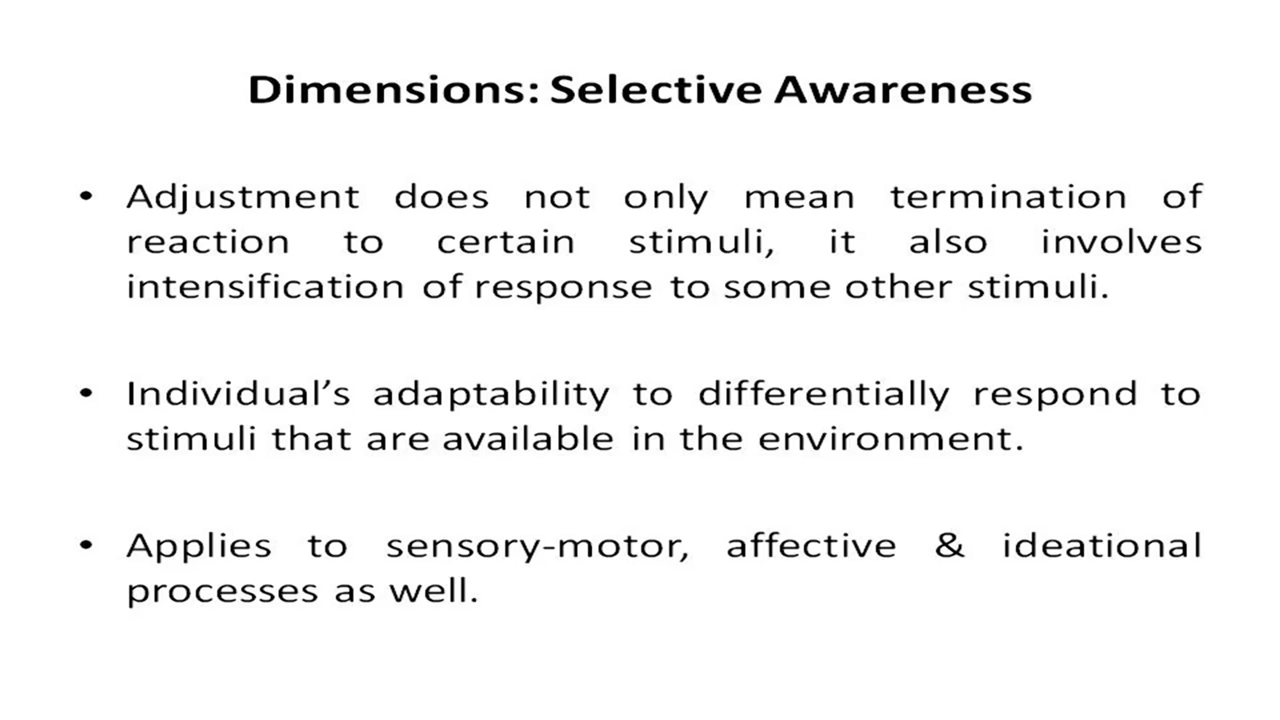 Dimensions: Selective Awareness
• Adjustment does not only mean termination of
reaction to certain stimuli, it also involves
intensification of response to some other stimuli.
• Individual’s adaptability to differentially respond to
stimuli that are available in the environment.
• Applies to sensory-motor, affective & ideational
processes as well.